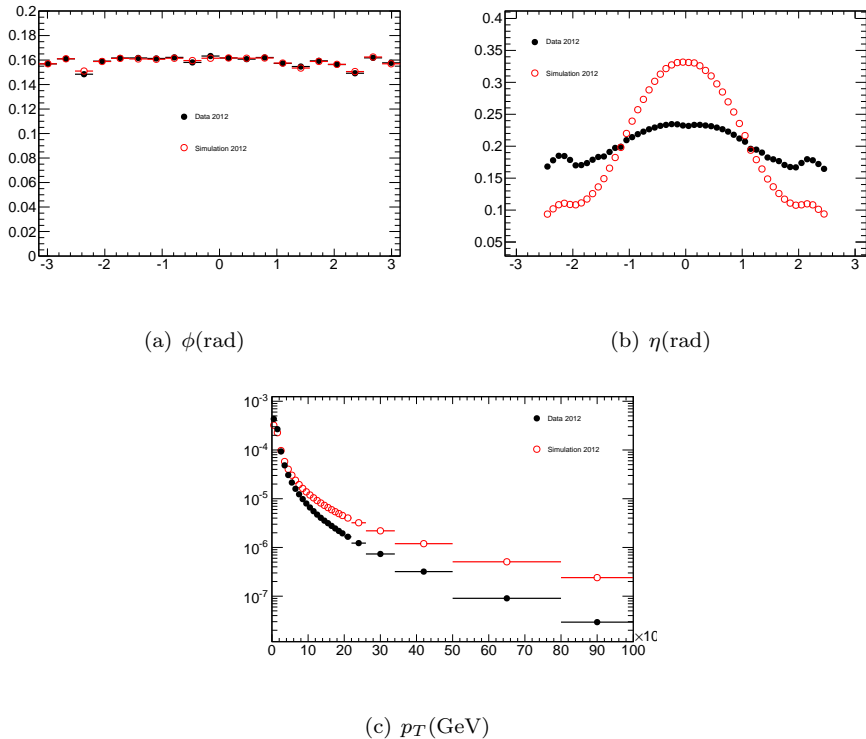 0.2
0.18
0.16
0.14
0.12
0.1
0.08
0.06
0.04
0.02
0
Data 2012
Simulation 2012
-3 -2 -1 0 1 2 3
(a) ϕ(rad)
0.4
0.35
0.3
0.25
0.2
0.15
0.1
0.05
Data 2012
Simulation 2012
-3 -2 -1 0 1 2 3
(b) η(rad)
10⁻³
10⁻⁴
10⁻⁵
10⁻⁶
10⁻⁷
Data 2012
Simulation 2012
×10
0 10 20 30 40 50 60 70 80 90 100
(c) p_T(GeV)